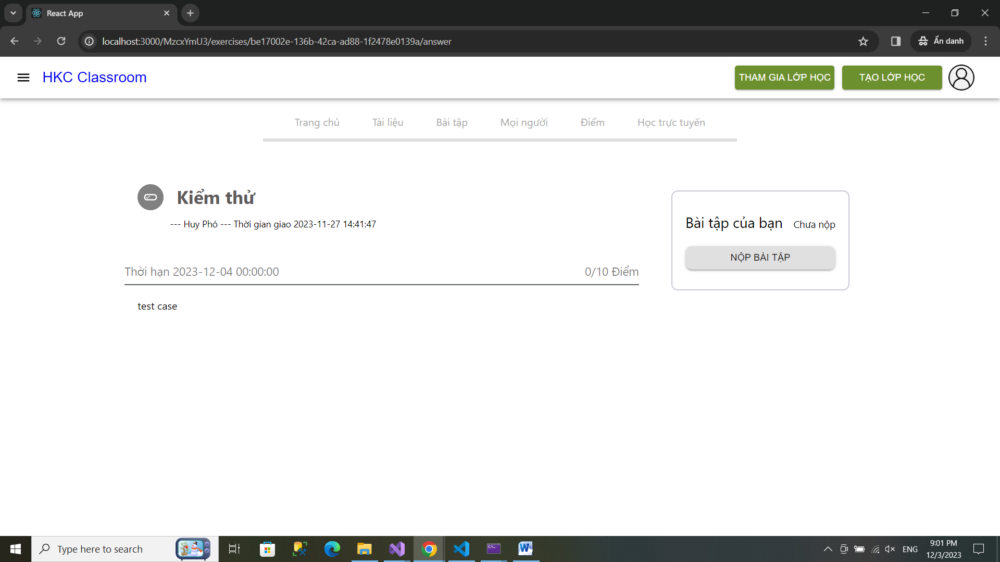 React App
localhost:3000/MzcxYmU3/exercises/be17002e-136b-42ca-ad88-1f2478e0139a/answer
Ẩn danh
HKC Classroom
THAM GIA LỚP HỌC
TẠO LỚP HỌC
Trang chủ Tài liệu Bài tập Mọi người Điểm Học trực tuyến
Kiểm thử
--- Huy Phó --- Thời gian giao 2023-11-27 14:41:47
Bài tập của bạn Chưa nộp
NỘP BÀI TẬP
Thời hạn 2023-12-04 00:00:00 0/10 Điểm
test case
Type here to search
ENG
9:01 PM
12/3/2023